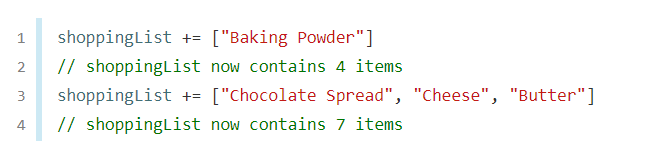 1 shoppingList += ["Baking Powder"]
2 // shoppingList now contains 4 items
3 shoppingList += ["Chocolate Spread", "Cheese", "Butter"]
4 // shoppingList now contains 7 items